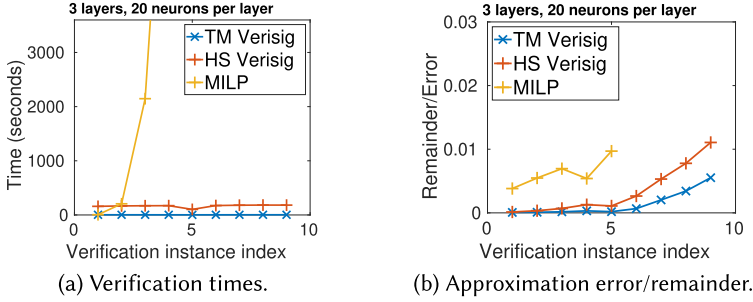 3 layers, 20 neurons per layer
Time (seconds)
3000
2000
1000
0
TM Verisig
HS Verisig
MILP
0 5 10
Verification instance index
(a) Verification times.
3 layers, 20 neurons per layer
Remainder/Error
0.03
0.02
0.01
0
TM Verisig
HS Verisig
MILP
0 5 10
Verification instance index
(b) Approximation error/remainder.